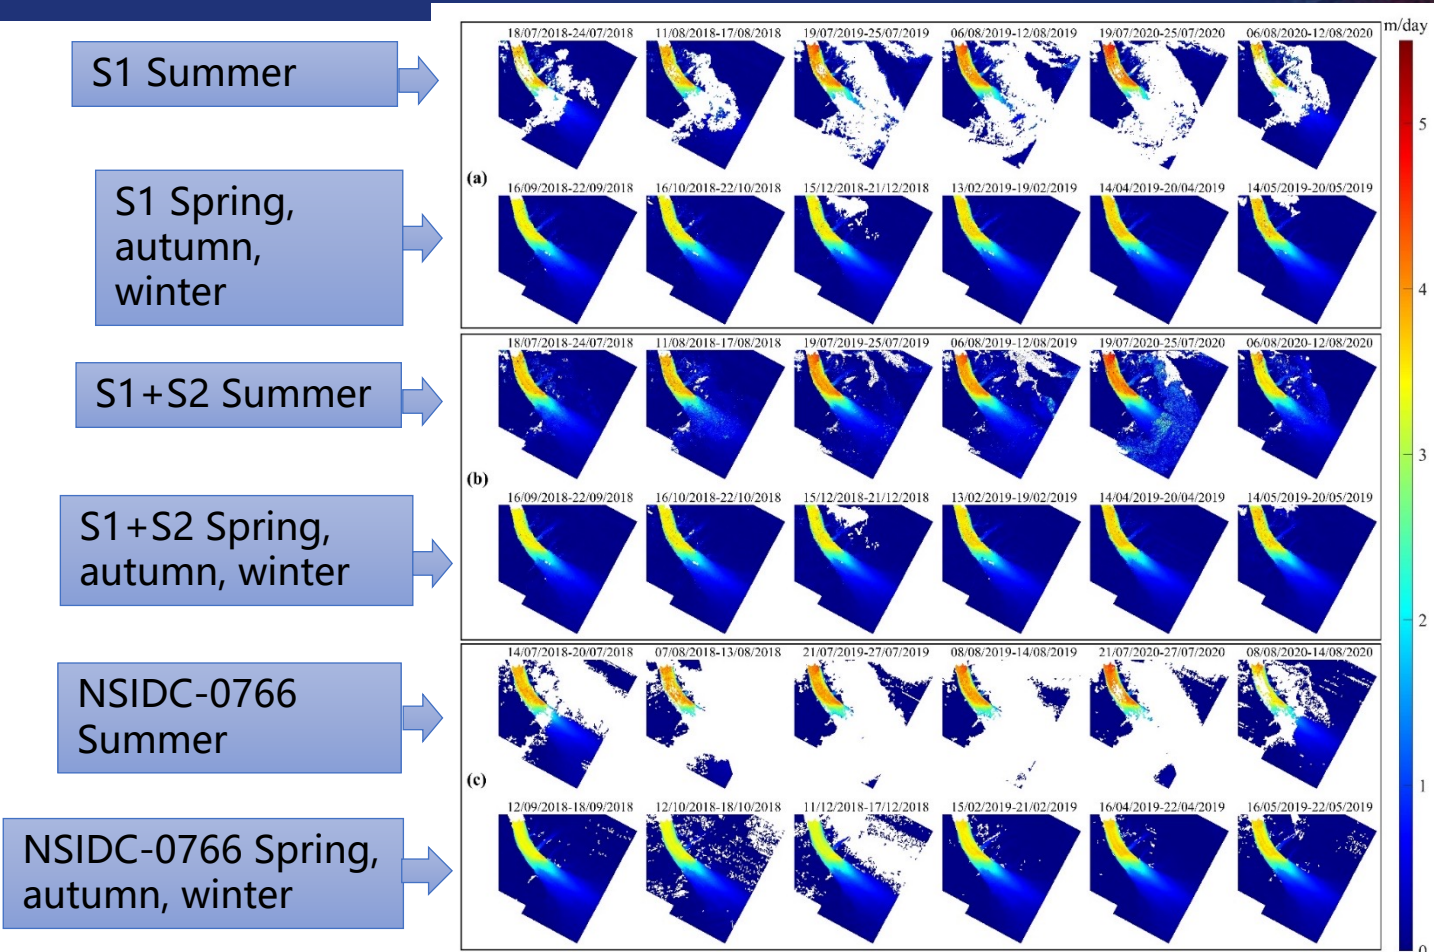 m/day
S1 Summer
18/07/2018-24/07/2018 11/08/2018-17/08/2018 19/07/2019-25/07/2019 06/08/2019-12/08/2019 19/07/2020-25/07/2020 06/08/2020-12/08/2020
(a)
S1 Spring,
autumn,
winter
16/09/2018-22/09/2018 16/10/2018-22/10/2018 15/12/2018-21/12/2018 13/02/2019-19/02/2019 14/04/2019-20/04/2019 14/05/2019-20/05/2019
S1+S2 Summer
18/07/2018-24/07/2018 11/08/2018-17/08/2018 19/07/2019-25/07/2019 06/08/2019-12/08/2019 19/07/2020-25/07/2020 06/08/2020-12/08/2020
(b)
S1+S2 Spring,
autumn, winter
16/09/2018-22/09/2018 16/10/2018-22/10/2018 15/12/2018-21/12/2018 13/02/2019-19/02/2019 14/04/2019-20/04/2019 14/05/2019-20/05/2019
NSIDC-0766
Summer
14/07/2018-20/07/2018 07/08/2018-13/08/2018 21/07/2019-27/07/2019 08/08/2019-14/08/2019 21/07/2020-27/07/2020 08/08/2020-14/08/2020
(c)
NSIDC-0766 Spring,
autumn, winter
12/09/2018-18/09/2018 12/10/2018-18/10/2018 11/12/2018-17/12/2018 15/02/2019-21/02/2019 16/04/2019-22/04/2019 16/05/2019-22/05/2019
5
4
3
2
1
0